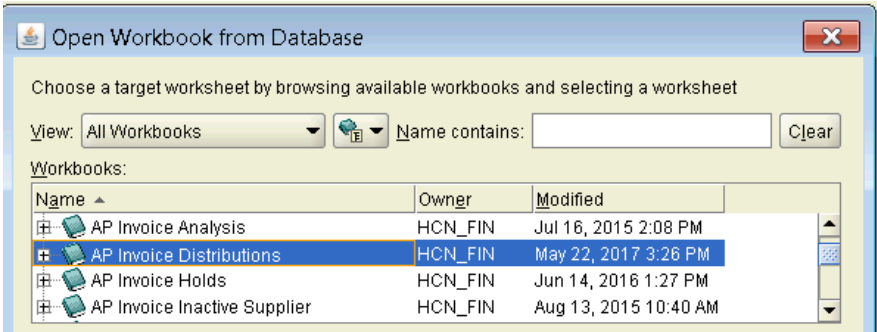 Open Workbook from Database
Choose a target worksheet by browsing available workbooks and selecting a worksheet
View: All Workbooks E Name contains: Clear
Workbooks:
Name Owner Modified
AP Invoice Analysis HCN_FIN Jul 16, 2015 2:08 PM
AP Invoice Distributions HCN_FIN May 22, 2017 3:26 PM
AP Invoice Holds HCN_FIN Jun 14, 2016 1:27 PM
AP Invoice Inactive Supplier HCN_FIN Aug 13, 2015 10:40 AM